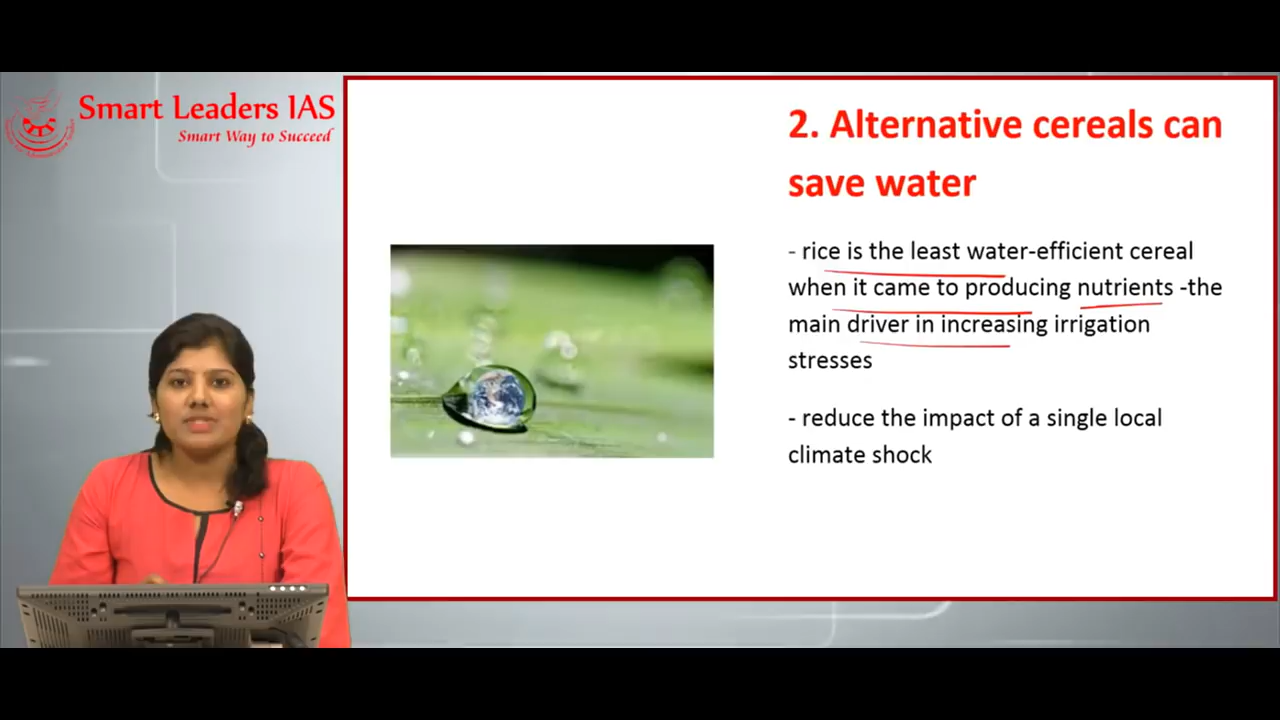 Smart Leaders IAS
Smart Way to Succeed
2. Alternative cereals can
save water
- rice is the least water-efficient cereal
when it came to producing nutrients -the
main driver in increasing irrigation
stresses
- reduce the impact of a single local
climate shock